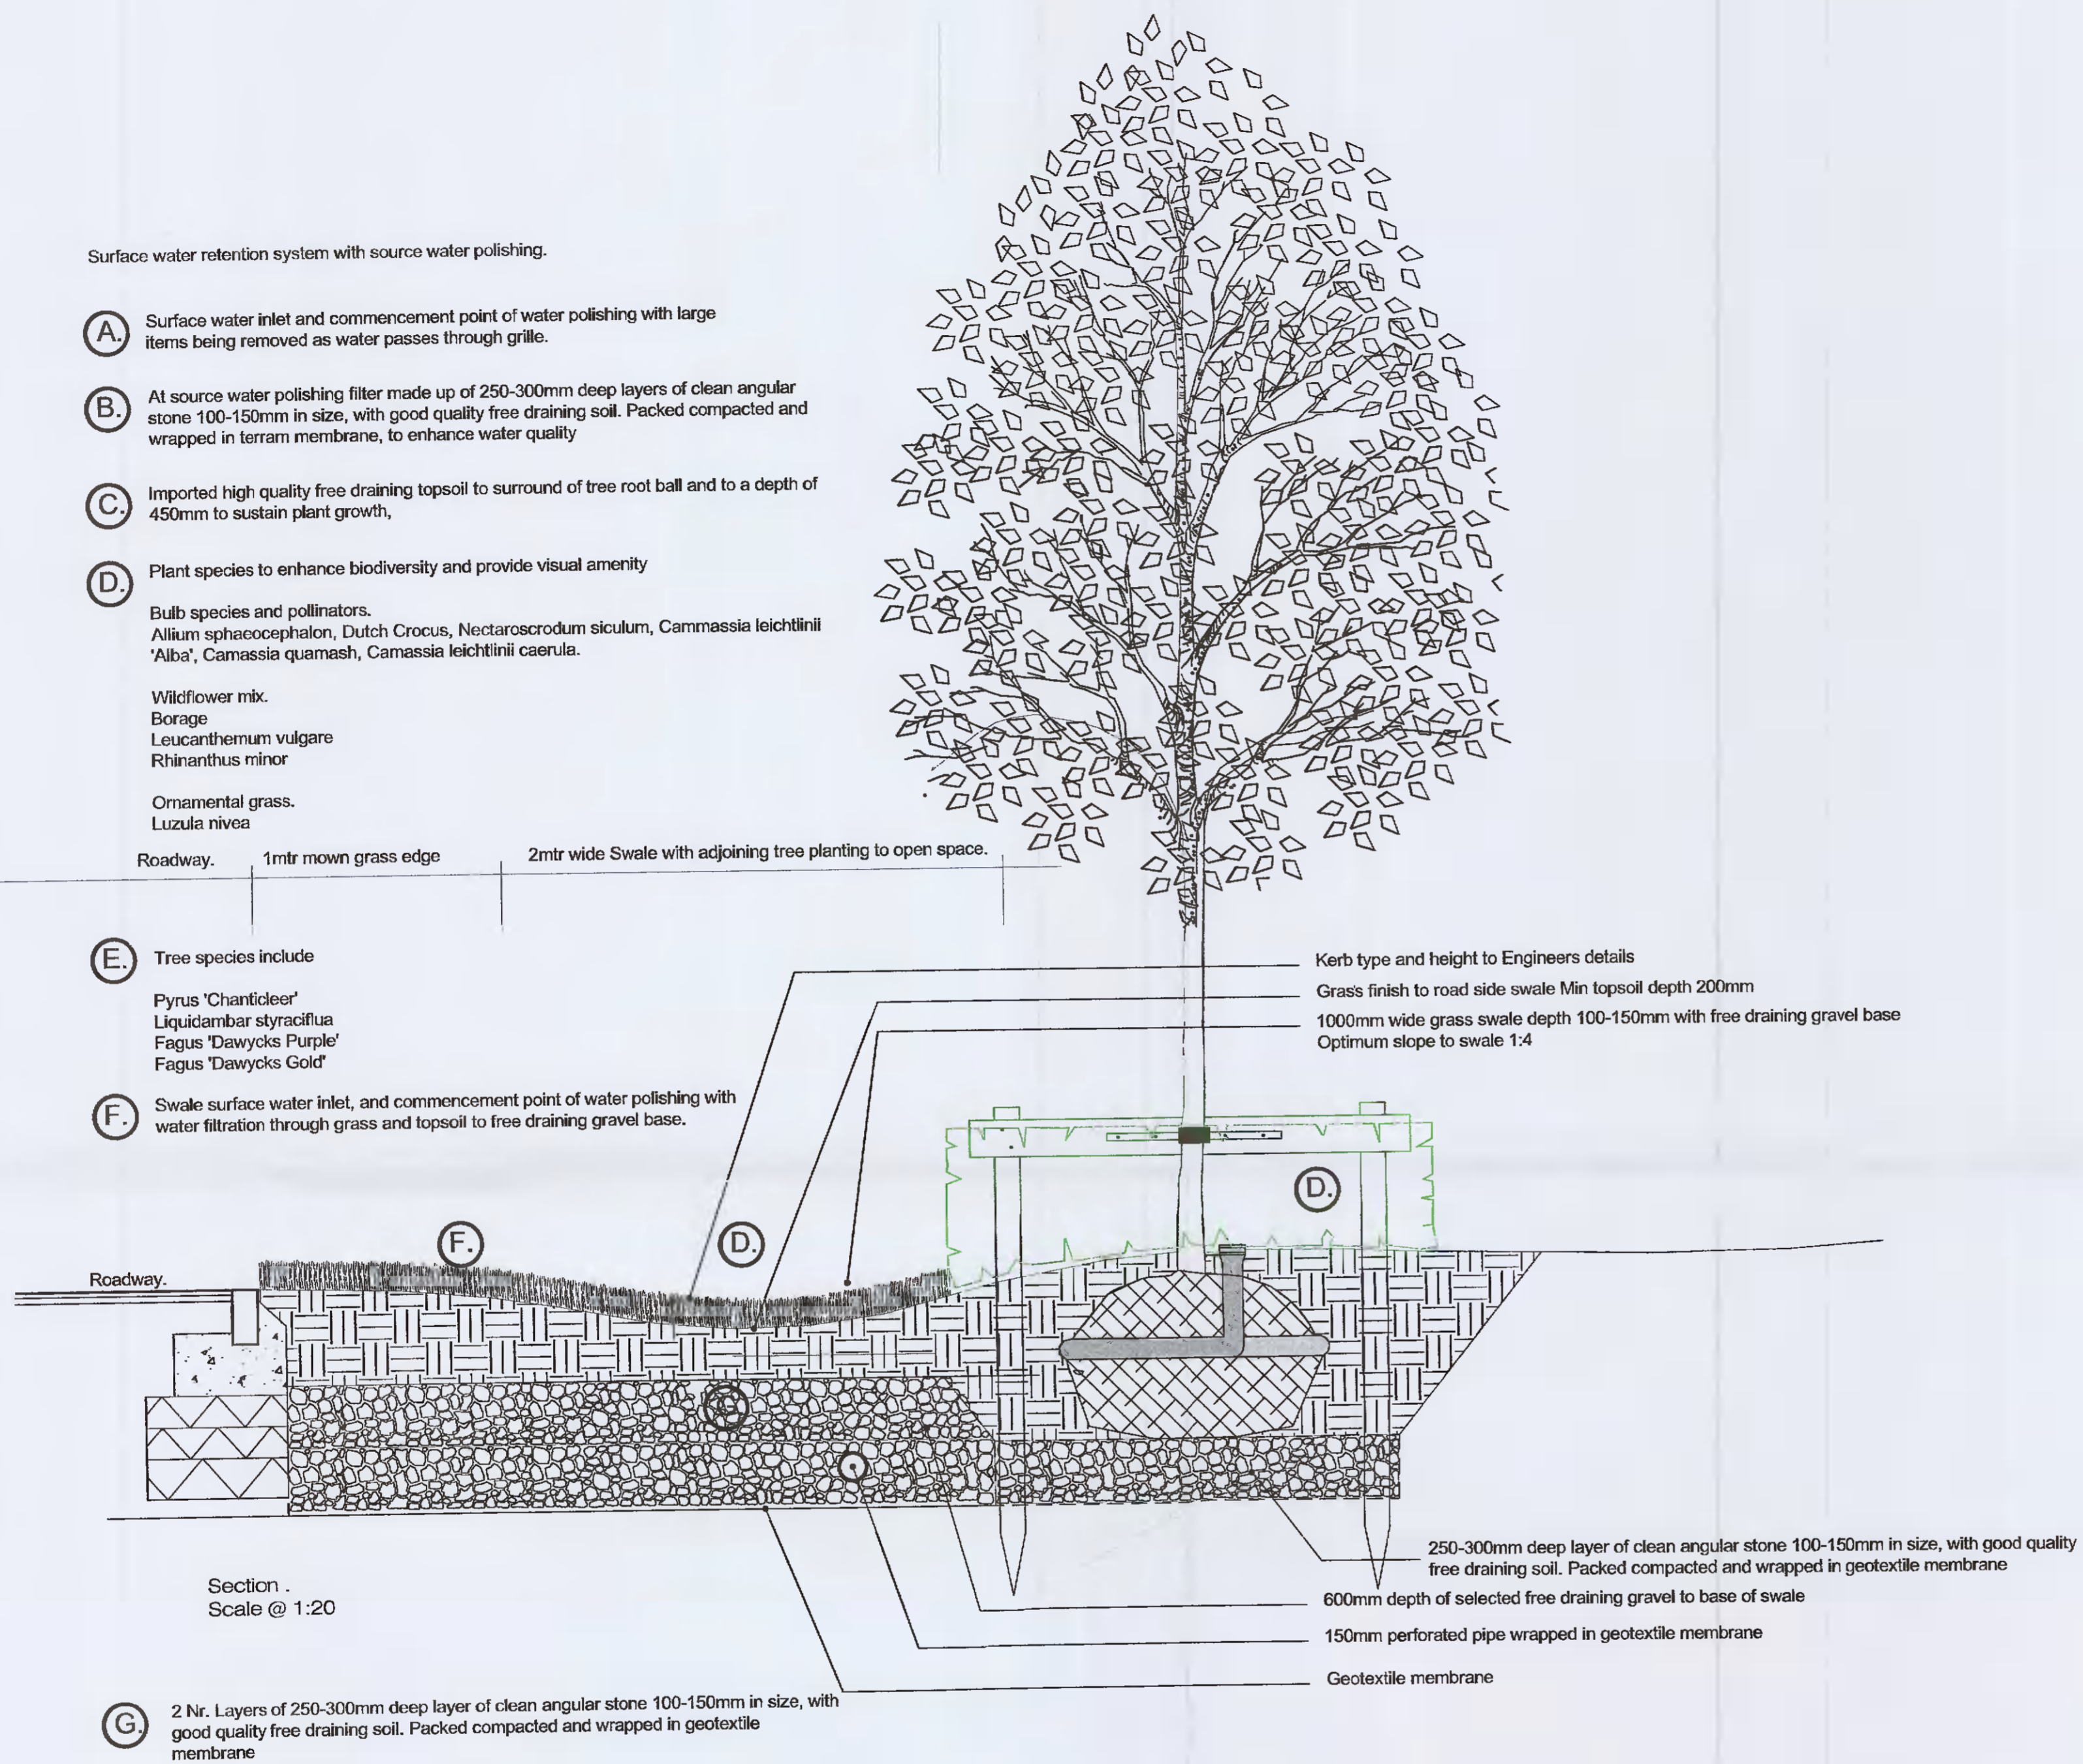 Surface water retention system with source water polishing.
A. Surface water inlet and commencement point of water polishing with large
items being removed as water passes through grille.
B. At source water polishing filter made up of 250-300mm deep layers of clean angular
stone 100-150mm in size, with good quality free draining soil. Packed compacted and
wrapped in terram membrane, to enhance water quality
C. Imported high quality free draining topsoil to surround of tree root ball and to a depth of
450mm to sustain plant growth,
D. Plant species to enhance biodiversity and provide visual amenity
Bulb species and pollinators.
Allium sphaeocephalon, Dutch Crocus, Nectaroscrodum siculum, Cammassia leichtlinii
'Alba', Camassia quamash, Camassia leichtlinii caerula.
Wildflower mix.
Borage
Leucanthemum vulgare
Rhinanthus minor
Ornamental grass.
Luzula nivea
Roadway.
1mtr mown grass edge
2mtr wide Swale with adjoining tree planting to open space.
E. Tree species include
Pyrus 'Chanticleer'
Liquidambar styraciflua
Fagus 'Dawycks Purple'
Fagus 'Dawycks Gold'
F. Swale surface water inlet, and commencement point of water polishing with
water filtration through grass and topsoil to free draining gravel base.
Kerb type and height to Engineers details
Grass finish to road side swale Min topsoil depth 200mm
1000mm wide grass swale depth 100-150mm with free draining gravel base
Optimum slope to swale 1:4
D.
F.
D.
Roadway.
G.
250-300mm deep layer of clean angular stone 100-150mm in size, with good quality
free draining soil. Packed compacted and wrapped in geotextile membrane
600mm depth of selected free draining gravel to base of swale
150mm perforated pipe wrapped in geotextile membrane
Geotextile membrane
Section .
Scale @ 1:20
G. 2 Nr. Layers of 250-300mm deep layer of clean angular stone 100-150mm in size, with
good quality free draining soil. Packed compacted and wrapped in geotextile
membrane